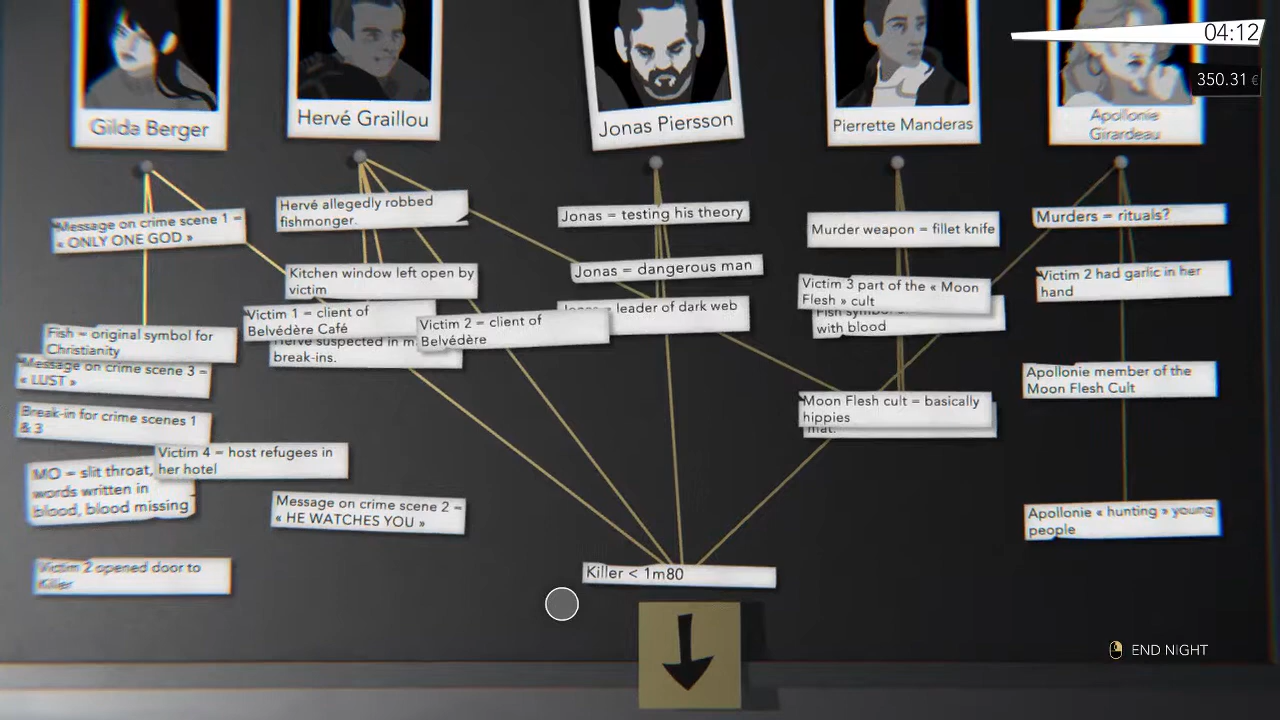 04:12
350.31 €
Gilda Berger
Hervé Graillou
Jonas Piersson
Pierrette Manderas
Apollonie
Girardeau
Message on crime scene 1 =
« ONLY ONE GOD »
Fish = original symbol for
Christianity
Message on crime scene 3 =
« LUST »
Break-in for crime scenes 1
& 3
MO = slit throat,
words written in
blood, blood missing
Victim 4 = host refugees in
her hotel
Victim 2 opened door to
Killer
Hervé allegedly robbed
fishmonger.
Kitchen window left open by
victim
Victim 1 = client of
Belvédère Café
Hervé suspected in
break-ins.
Victim 2 = client of
Belvédère
Message on crime scene 2 =
« HE WATCHES YOU »
Jonas = testing his theory
Jonas = dangerous man
leader of dark web
Killer < 1m80
Murder weapon = fillet knife
Victim 3 part of the « Moon
Flesh » cult
Fish
with blood
Moon Flesh cult = basically
hippies
mat.
Murders = rituals?
Victim 2 had garlic in her
hand
Apollonie member of the
Moon Flesh Cult
Apollonie « hunting » young
people
END NIGHT